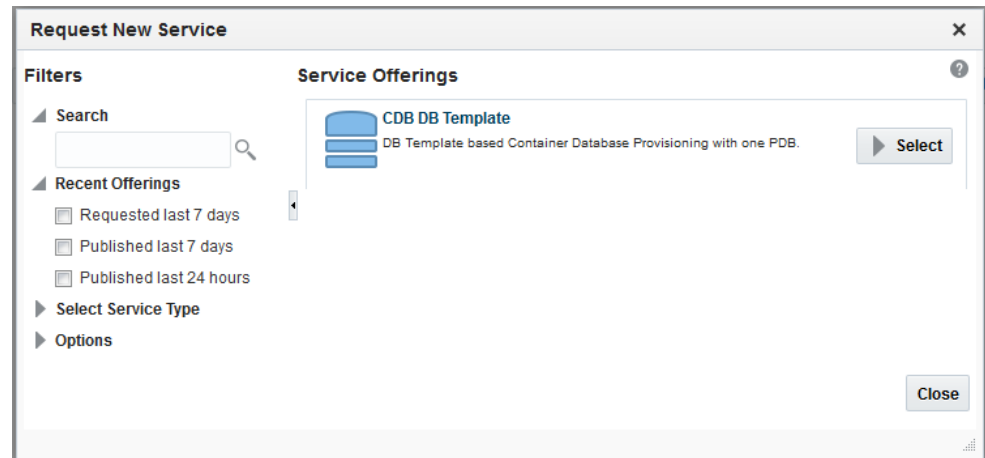 Request New Service
Filters
Search
Recent Offerings
Requested last 7 days
Published last 7 days
Published last 24 hours
Select Service Type
Options
Service Offerings
CDB DB Template
DB Template based Container Database Provisioning with one PDB.
Select
Close